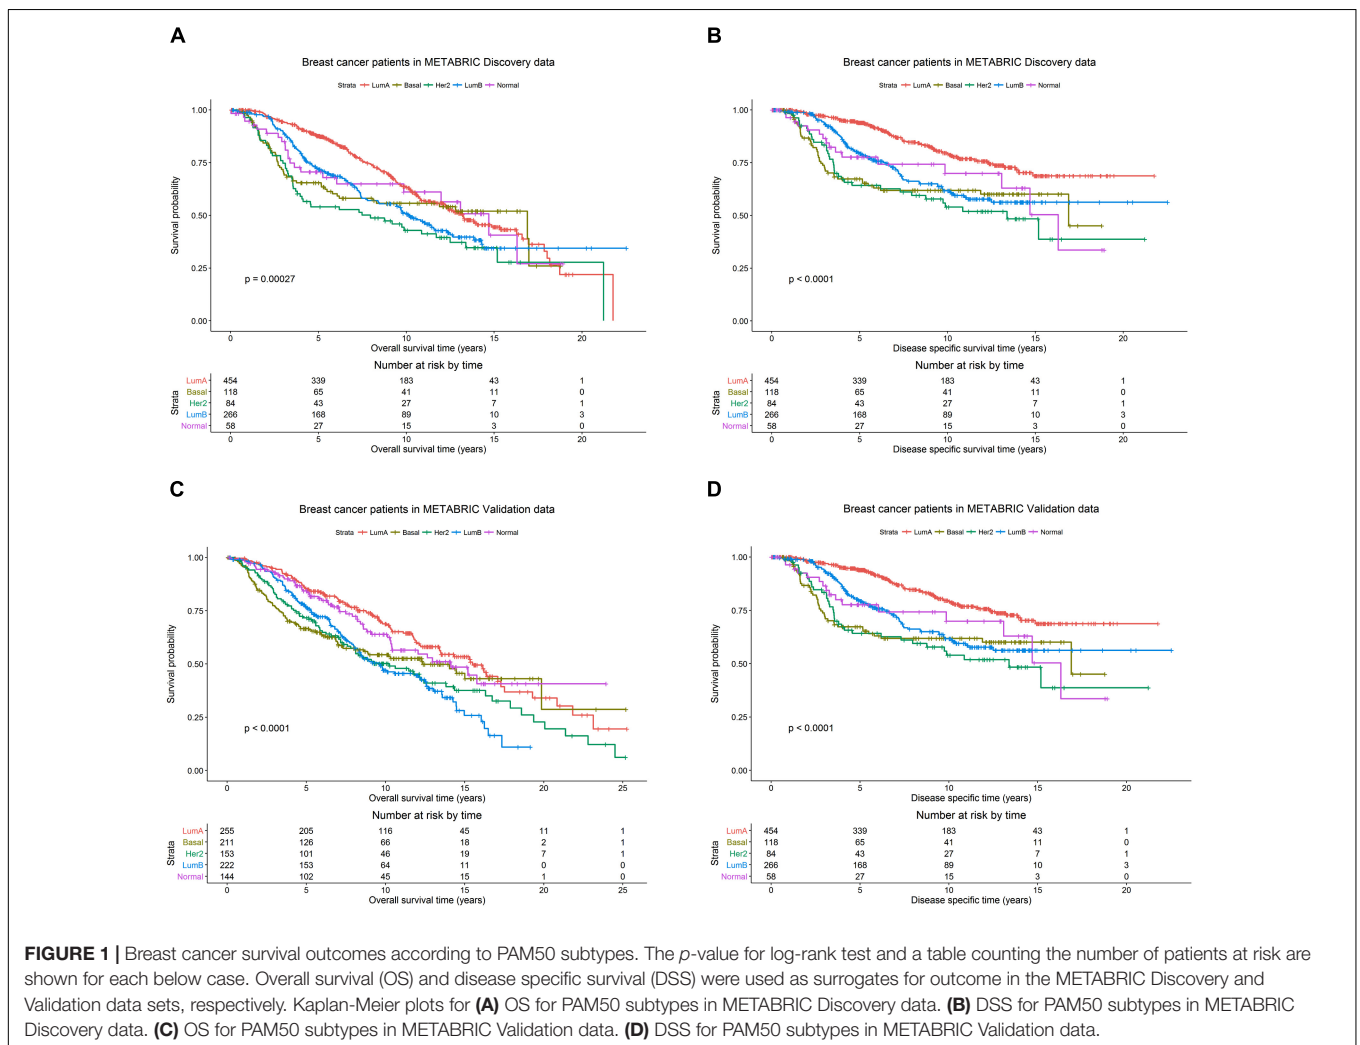 A
Breast cancer patients in METABRIC Discovery data
Strata LumA Basal Her2 LumB Normal
1.00
0.75
0.50
0.25
0.00
Survival probability
p = 0.00027
0 5 10 15 20
Overall survival time (years)
Number at risk by time
Strata
LumA 454 339 183 43 1
Basal 118 65 41 11 0
Her2 84 43 27 7 1
LumB 266 168 89 10 3
Normal 58 27 15 3 0
0 5 10 15 20
Overall survival time (years)
B
Breast cancer patients in METABRIC Discovery data
Strata LumA Basal Her2 LumB Normal
1.00
0.75
0.50
0.25
0.00
Survival probability
p < 0.0001
0 5 10 15 20
Disease specific survival time (years)
Number at risk by time
Strata
LumA 454 339 183 43 1
Basal 118 65 41 11 0
Her2 84 43 27 7 1
LumB 266 168 89 10 3
Normal 58 27 15 3 0
0 5 10 15 20
Disease specific survival time (years)
C
Breast cancer patients in METABRIC Validation data
Strata LumA Basal Her2 LumB Normal
1.00
0.75
0.50
0.25
0.00
Survival probability
p < 0.0001
0 5 10 15 20 25
Overall survival time (years)
Number at risk by time
Strata
LumA 255 205 116 45 11 1
Basal 211 126 66 18 2 1
Her2 153 101 46 19 7 1
LumB 222 153 64 11 0 0
Normal 144 102 45 15 1 0
0 5 10 15 20 25
Overall survival time (years)
D
Breast cancer patients in METABRIC Validation data
Strata LumA Basal Her2 LumB Normal
1.00
0.75
0.50
0.25
0.00
Survival probability
p < 0.0001
0 5 10 15 20
Disease specific time (years)
Number at risk by time
Strata
LumA 454 339 183 43 1
Basal 118 65 41 11 0
Her2 84 43 27 7 1
LumB 266 168 89 10 3
Normal 58 27 15 3 0
0 5 10 15 20
Disease specific time (years)
FIGURE 1 | Breast cancer survival outcomes according to PAM50 subtypes. The p-value for log-rank test and a table counting the number of patients at risk are
shown for each below case. Overall survival (OS) and disease specific survival (DSS) were used as surrogates for outcome in the METABRIC Discovery and
Validation data sets, respectively. Kaplan-Meier plots for (A) OS for PAM50 subtypes in METABRIC Discovery data. (B) DSS for PAM50 subtypes in METABRIC
Discovery data. (C) OS for PAM50 subtypes in METABRIC Validation data. (D) DSS for PAM50 subtypes in METABRIC Validation data.